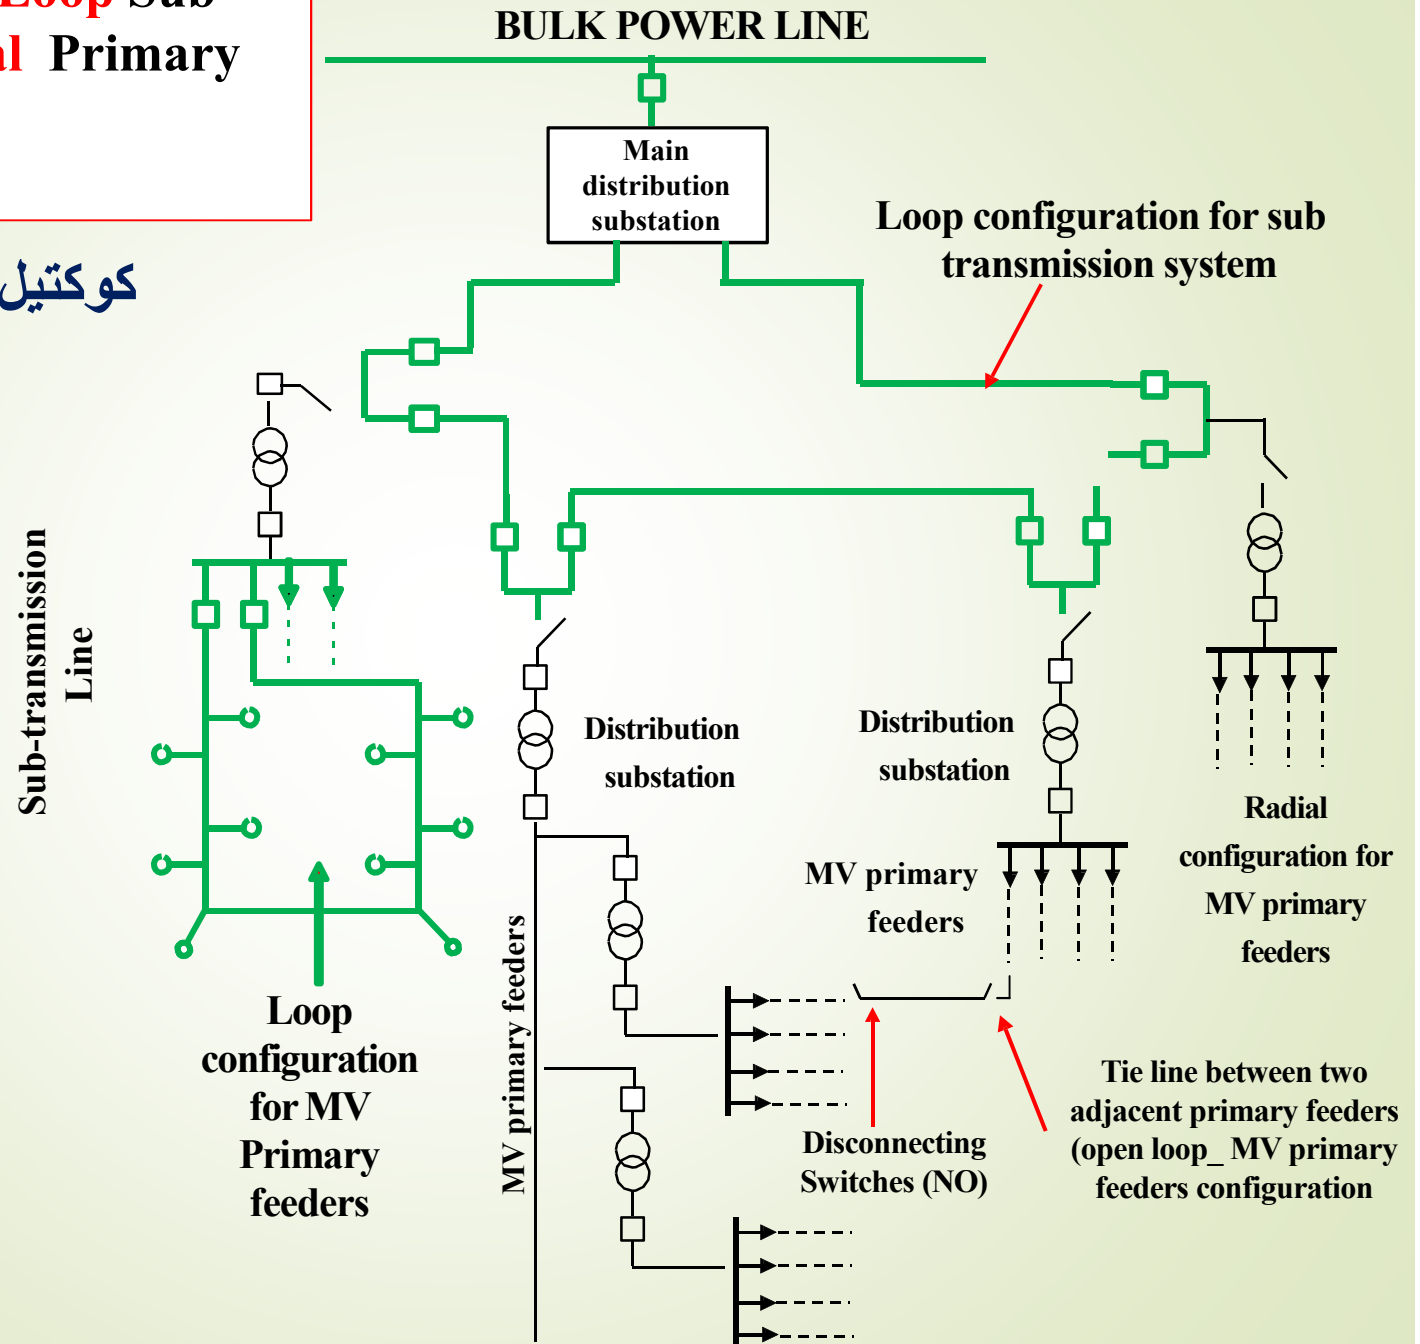 Loop Sub
Primary
BULK POWER LINE
Main
distribution
substation
Loop configuration for sub
transmission system
كوكتيل
Sub-transmission
Line
Distribution
substation
Distribution
substation
Radial
configuration for
MV primary
feeders
MV primary
feeders
MV primary feeders
Loop
configuration
for MV
Primary
feeders
Disconnecting
Switches (NO)
Tie line between two
adjacent primary feeders
(open loop_ MV primary
feeders configuration